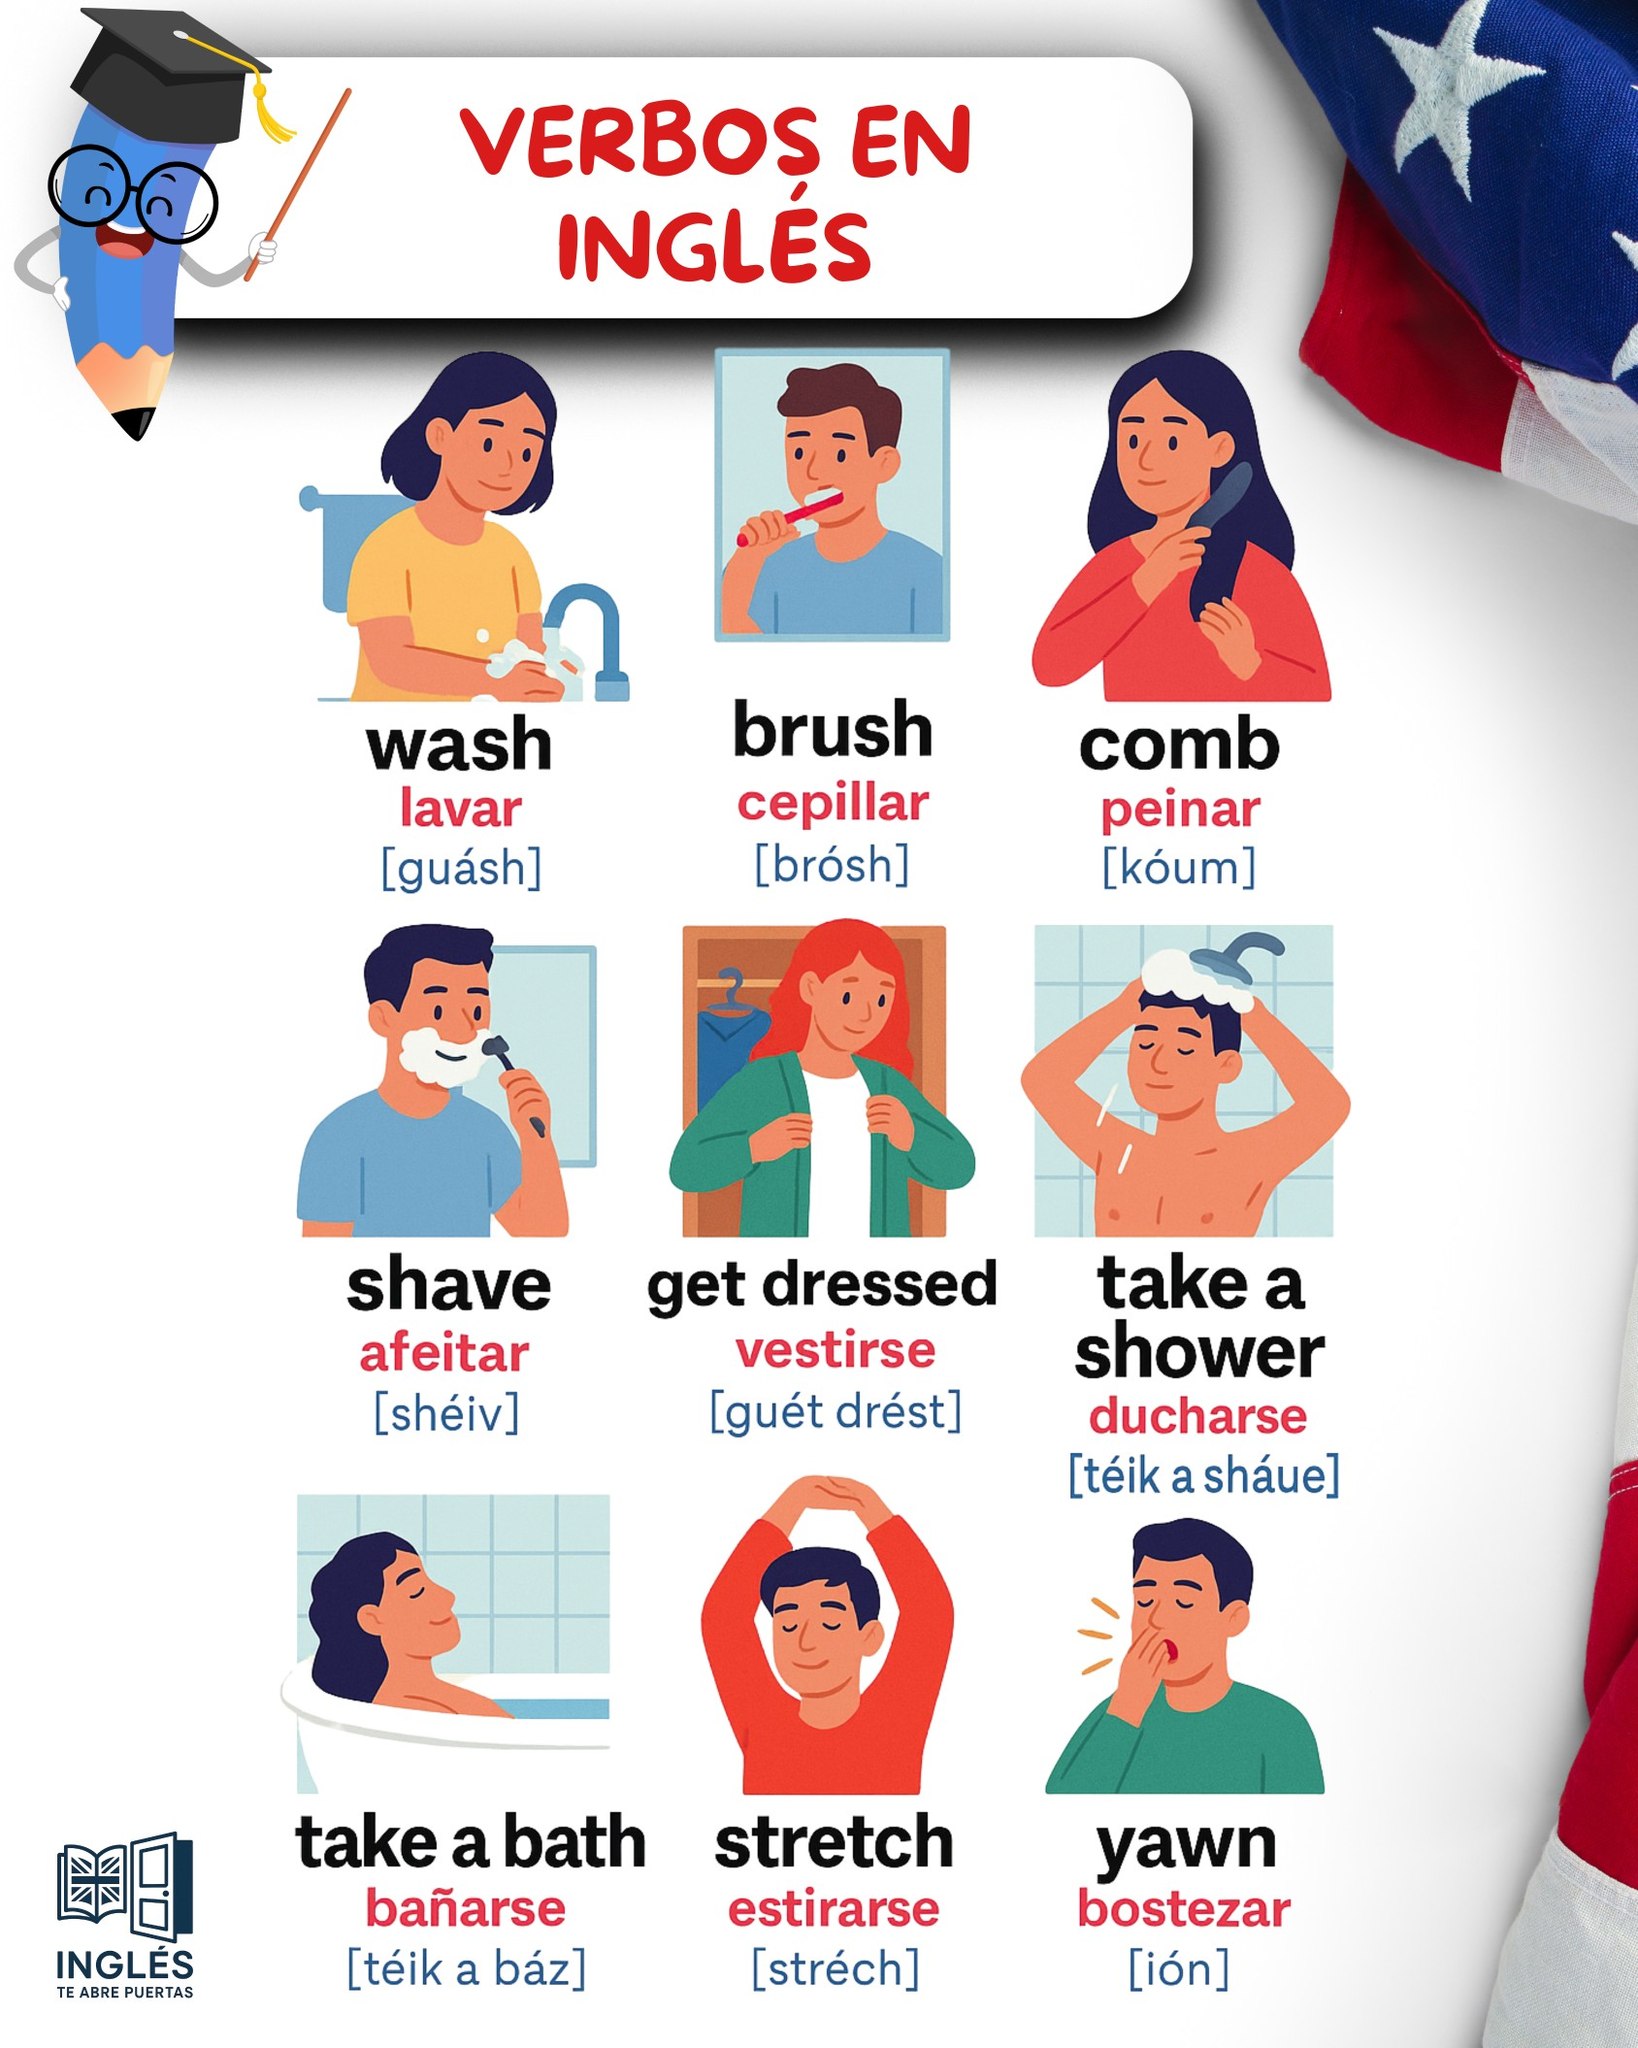 VERBOS EN
INGLÉS
wash
lavar
[guásh]
brush
cepillar
[brósh]
comb
peinar
[kóum]
shave
afeitar
[shéiv]
get dressed
vestirse
[guét drést]
take a
shower
ducharse
[téik a sháue]
take a bath
bañarse
[téik a báz]
stretch
estirarse
[stréch]
yawn
bostezar
[ión]
INGLÉS
TE ABRE PUERTAS